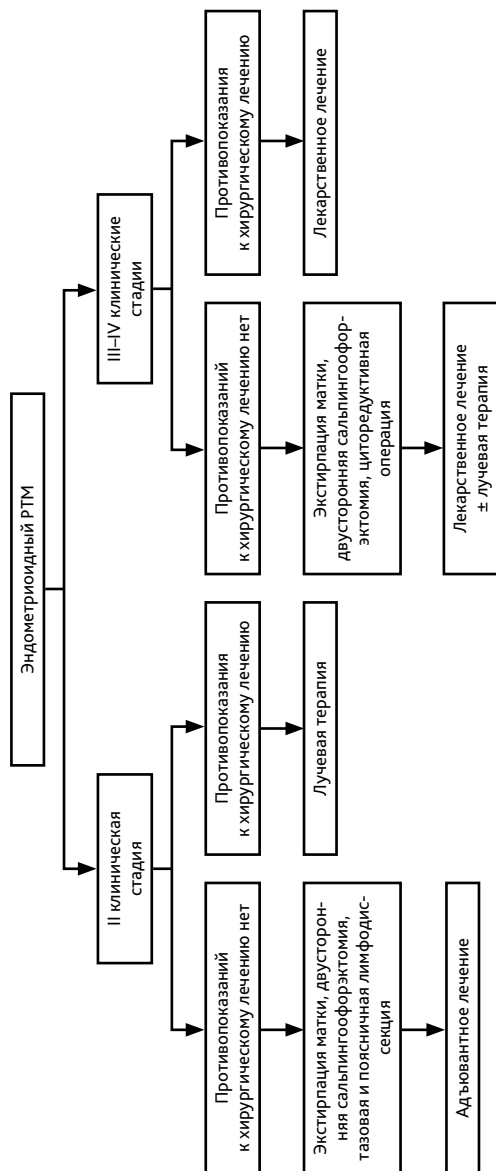 Эндометриоидный РТМ
II клиническая
стадия
III–IV клинические
стадии
Противопоказаний
к хирургическому лечению нет
Противопоказания
к хирургическому лечению
Противопоказаний
к хирургическому лечению нет
Противопоказания
к хирургическому лечению
Экстирпация матки, двусторон-
няя сальпингоофорэктомия,
тазовая и поясничная лимфодис-
секция
Лучевая терапия
Экстирпация матки,
двусторонняя сальпингоофор-
эктомия, циторедуктивная
операция
Лекарственное лечение
Адъювантное лечение
Лекарственное лечение
± лучевая терапия